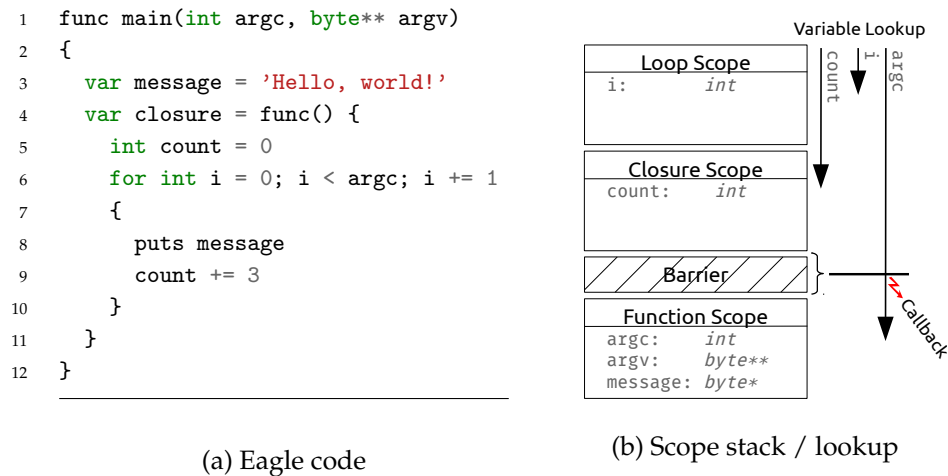 1 func main(int argc, byte** argv)
2 {
3 var message = 'Hello, world!'
4 var closure = func() {
5 int count = 0
6 for int i = 0; i < argc; i += 1
7 {
8 puts message
9 count += 3
10 }
11 }
12 }
(a) Eagle code
Variable Lookup
count
i
argc
Loop Scope
i: int
Closure Scope
count: int
Barrier
Callback
Function Scope
argc: int
argv: byte**
message: byte*
(b) Scope stack / lookup